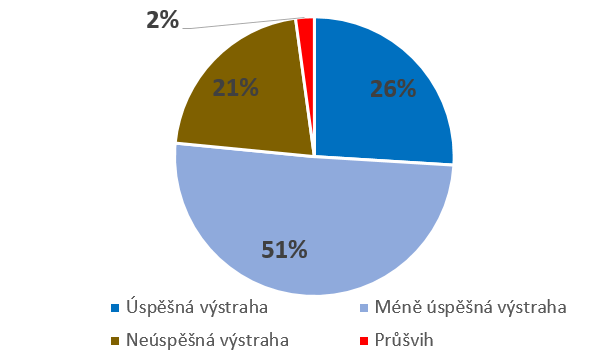 2%
26%
21%
51%
Úspěšná výstraha
Méně úspěšná výstraha
Neúspěšná výstraha
Průšvih